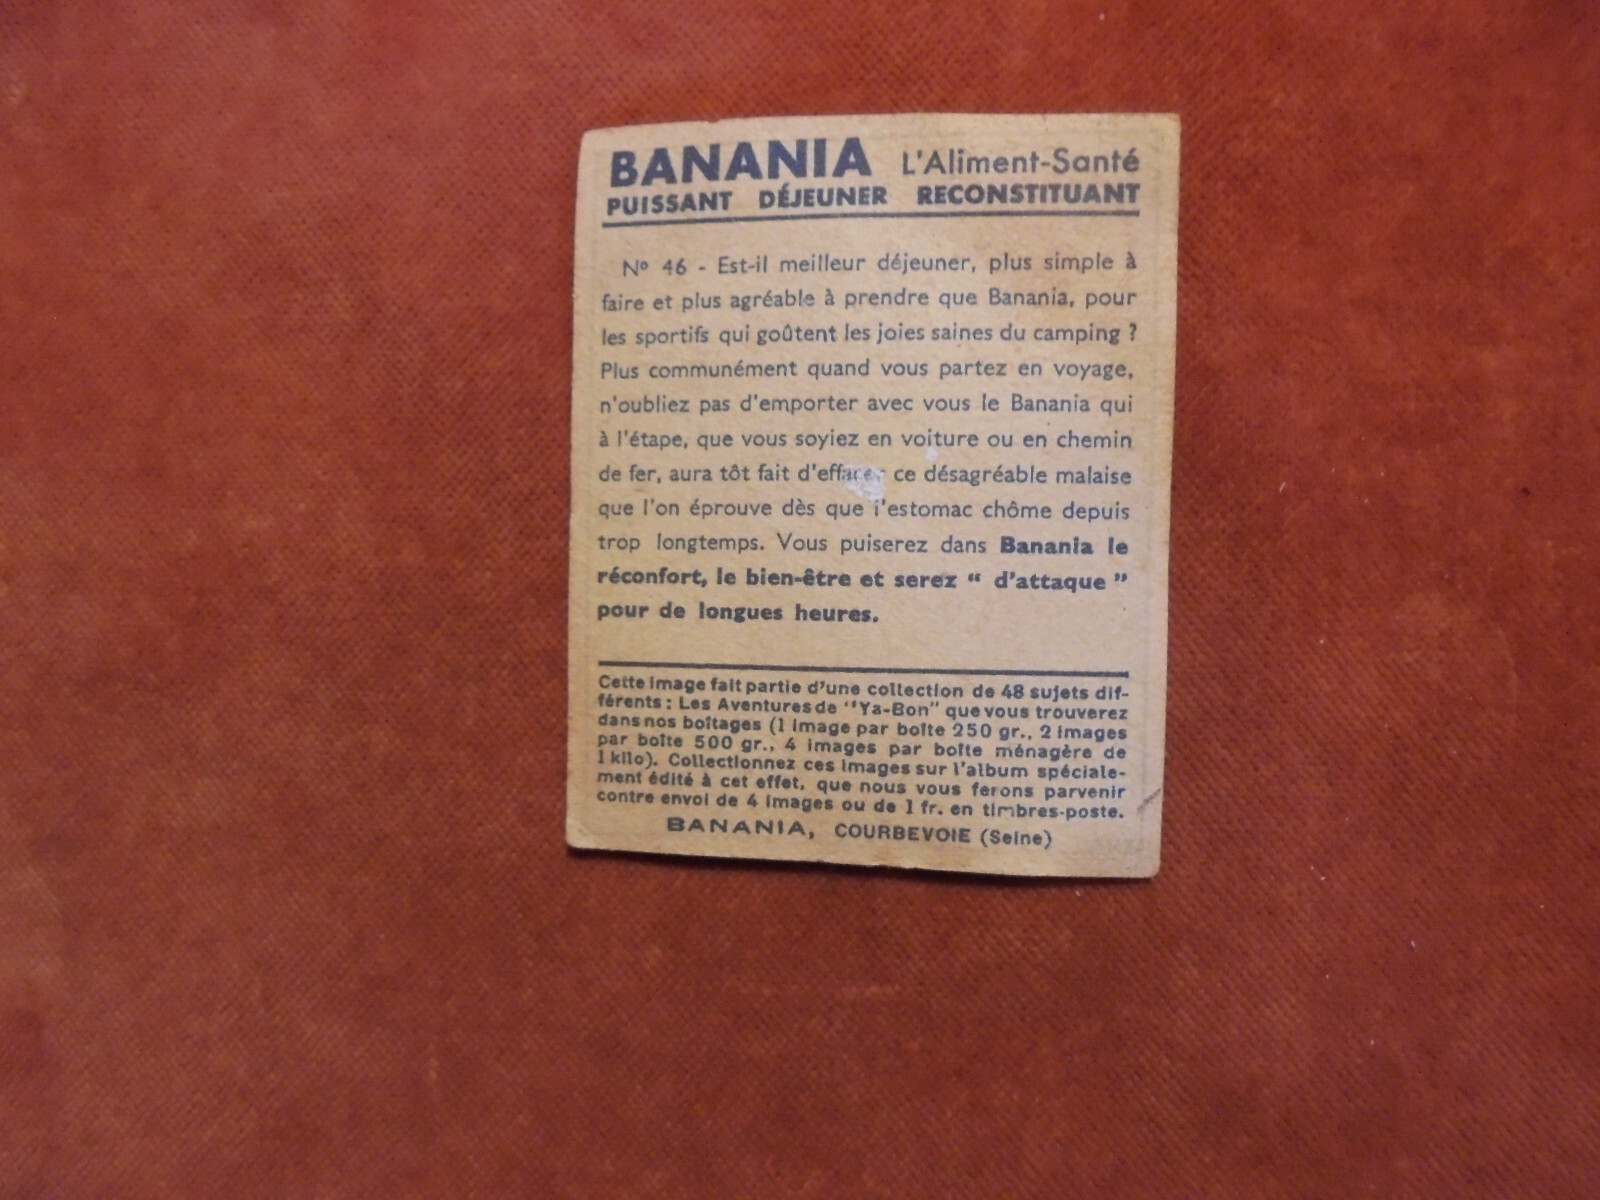 BANANIA L'Aliment-Santé
PUISSANT DÉJEUNER RECONSTITUANT
Nº 46 - Est-il meilleur déjeuner, plus simple à
faire et plus agréable à prendre que Banania, pour
les sportifs qui goûtent les joies saines du camping ?
Plus communément quand vous partez en voyage,
n'oubliez pas d'emporter avec vous le Banania qui
à l'étape, que vous soyiez en voiture ou en chemin
de fer, aura tôt fait d'effacer ce désagréable malaise
que l'on éprouve dès que l'estomac chôme depuis
trop longtemps. Vous puiserez dans Banania le
réconfort, le bien-être et serez “ d'attaque ”
pour de longues heures.
Cette image fait partie d'une collection de 48 sujets dif-
férents : Les Aventures de "Ya-Bon" que vous trouverez
dans nos boîtages (1 image par boîte 250 gr., 2 images
par boîte 500 gr., 4 images par boîte ménagère de
1 kilo). Collectionnez ces images sur l'album spéciale-
ment édité à cet effet, que nous vous ferons parvenir
contre envoi de 4 images ou de 1 fr. en timbres-poste.
BANANIA, COURBEVOIE (Seine)